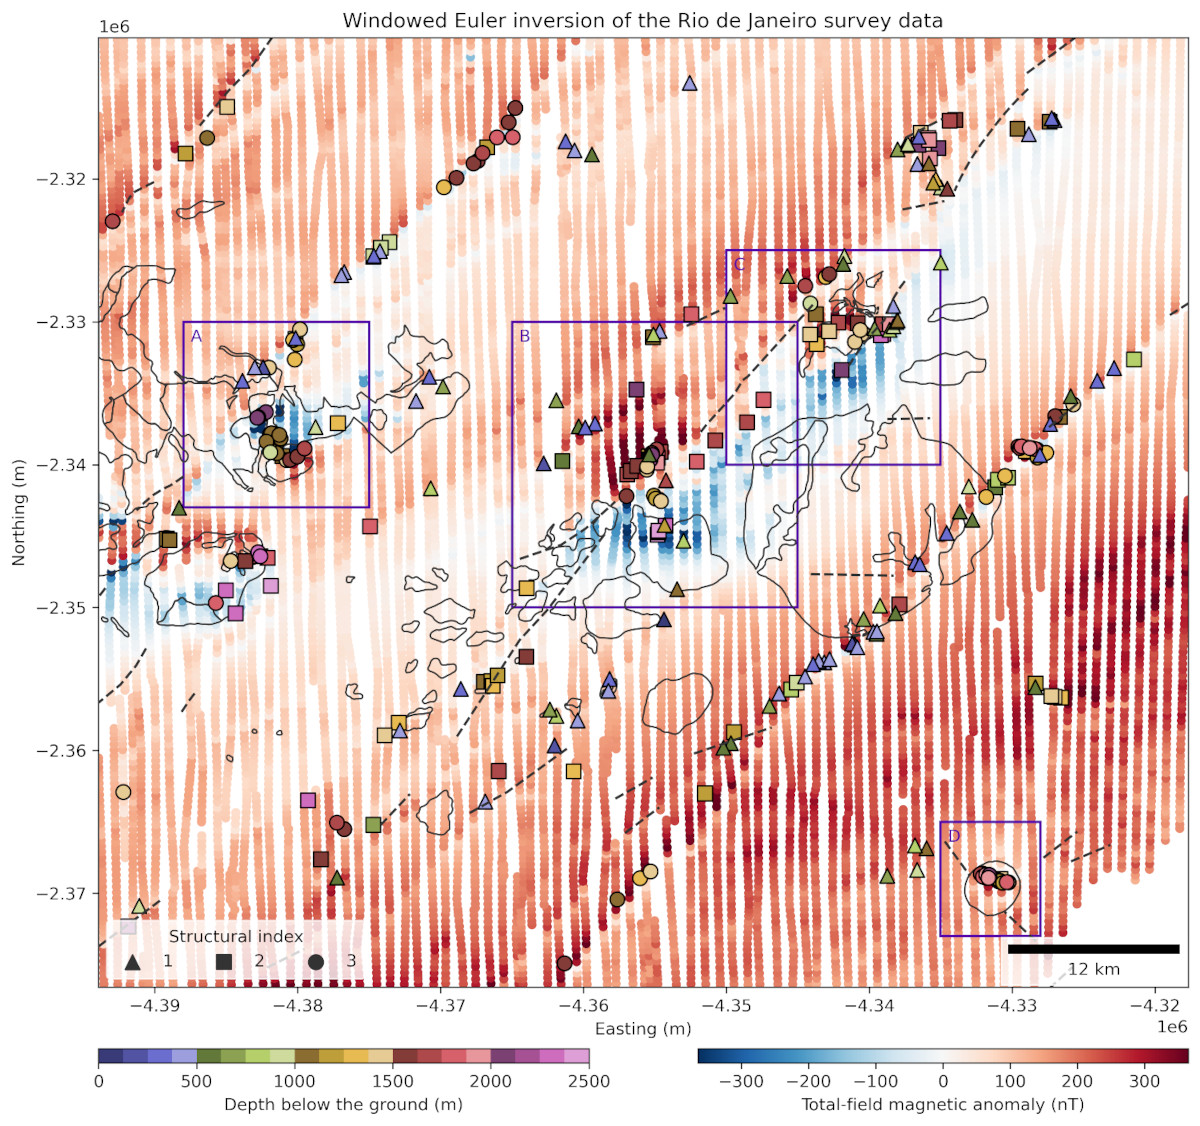 Windowed Euler inversion of the Rio de Janeiro survey data
1e6
−2.32
−2.33
−2.34
−2.35
−2.36
−2.37
Northing (m)
A
B
C
D
Structural index
1 2 3
12 km
−4.39 −4.38 −4.37 −4.36 −4.35 −4.34 −4.33 −4.32
Easting (m)
1e6
0 500 1000 1500 2000 2500
Depth below the ground (m)
−300 −200 −100 0 100 200 300
Total-field magnetic anomaly (nT)